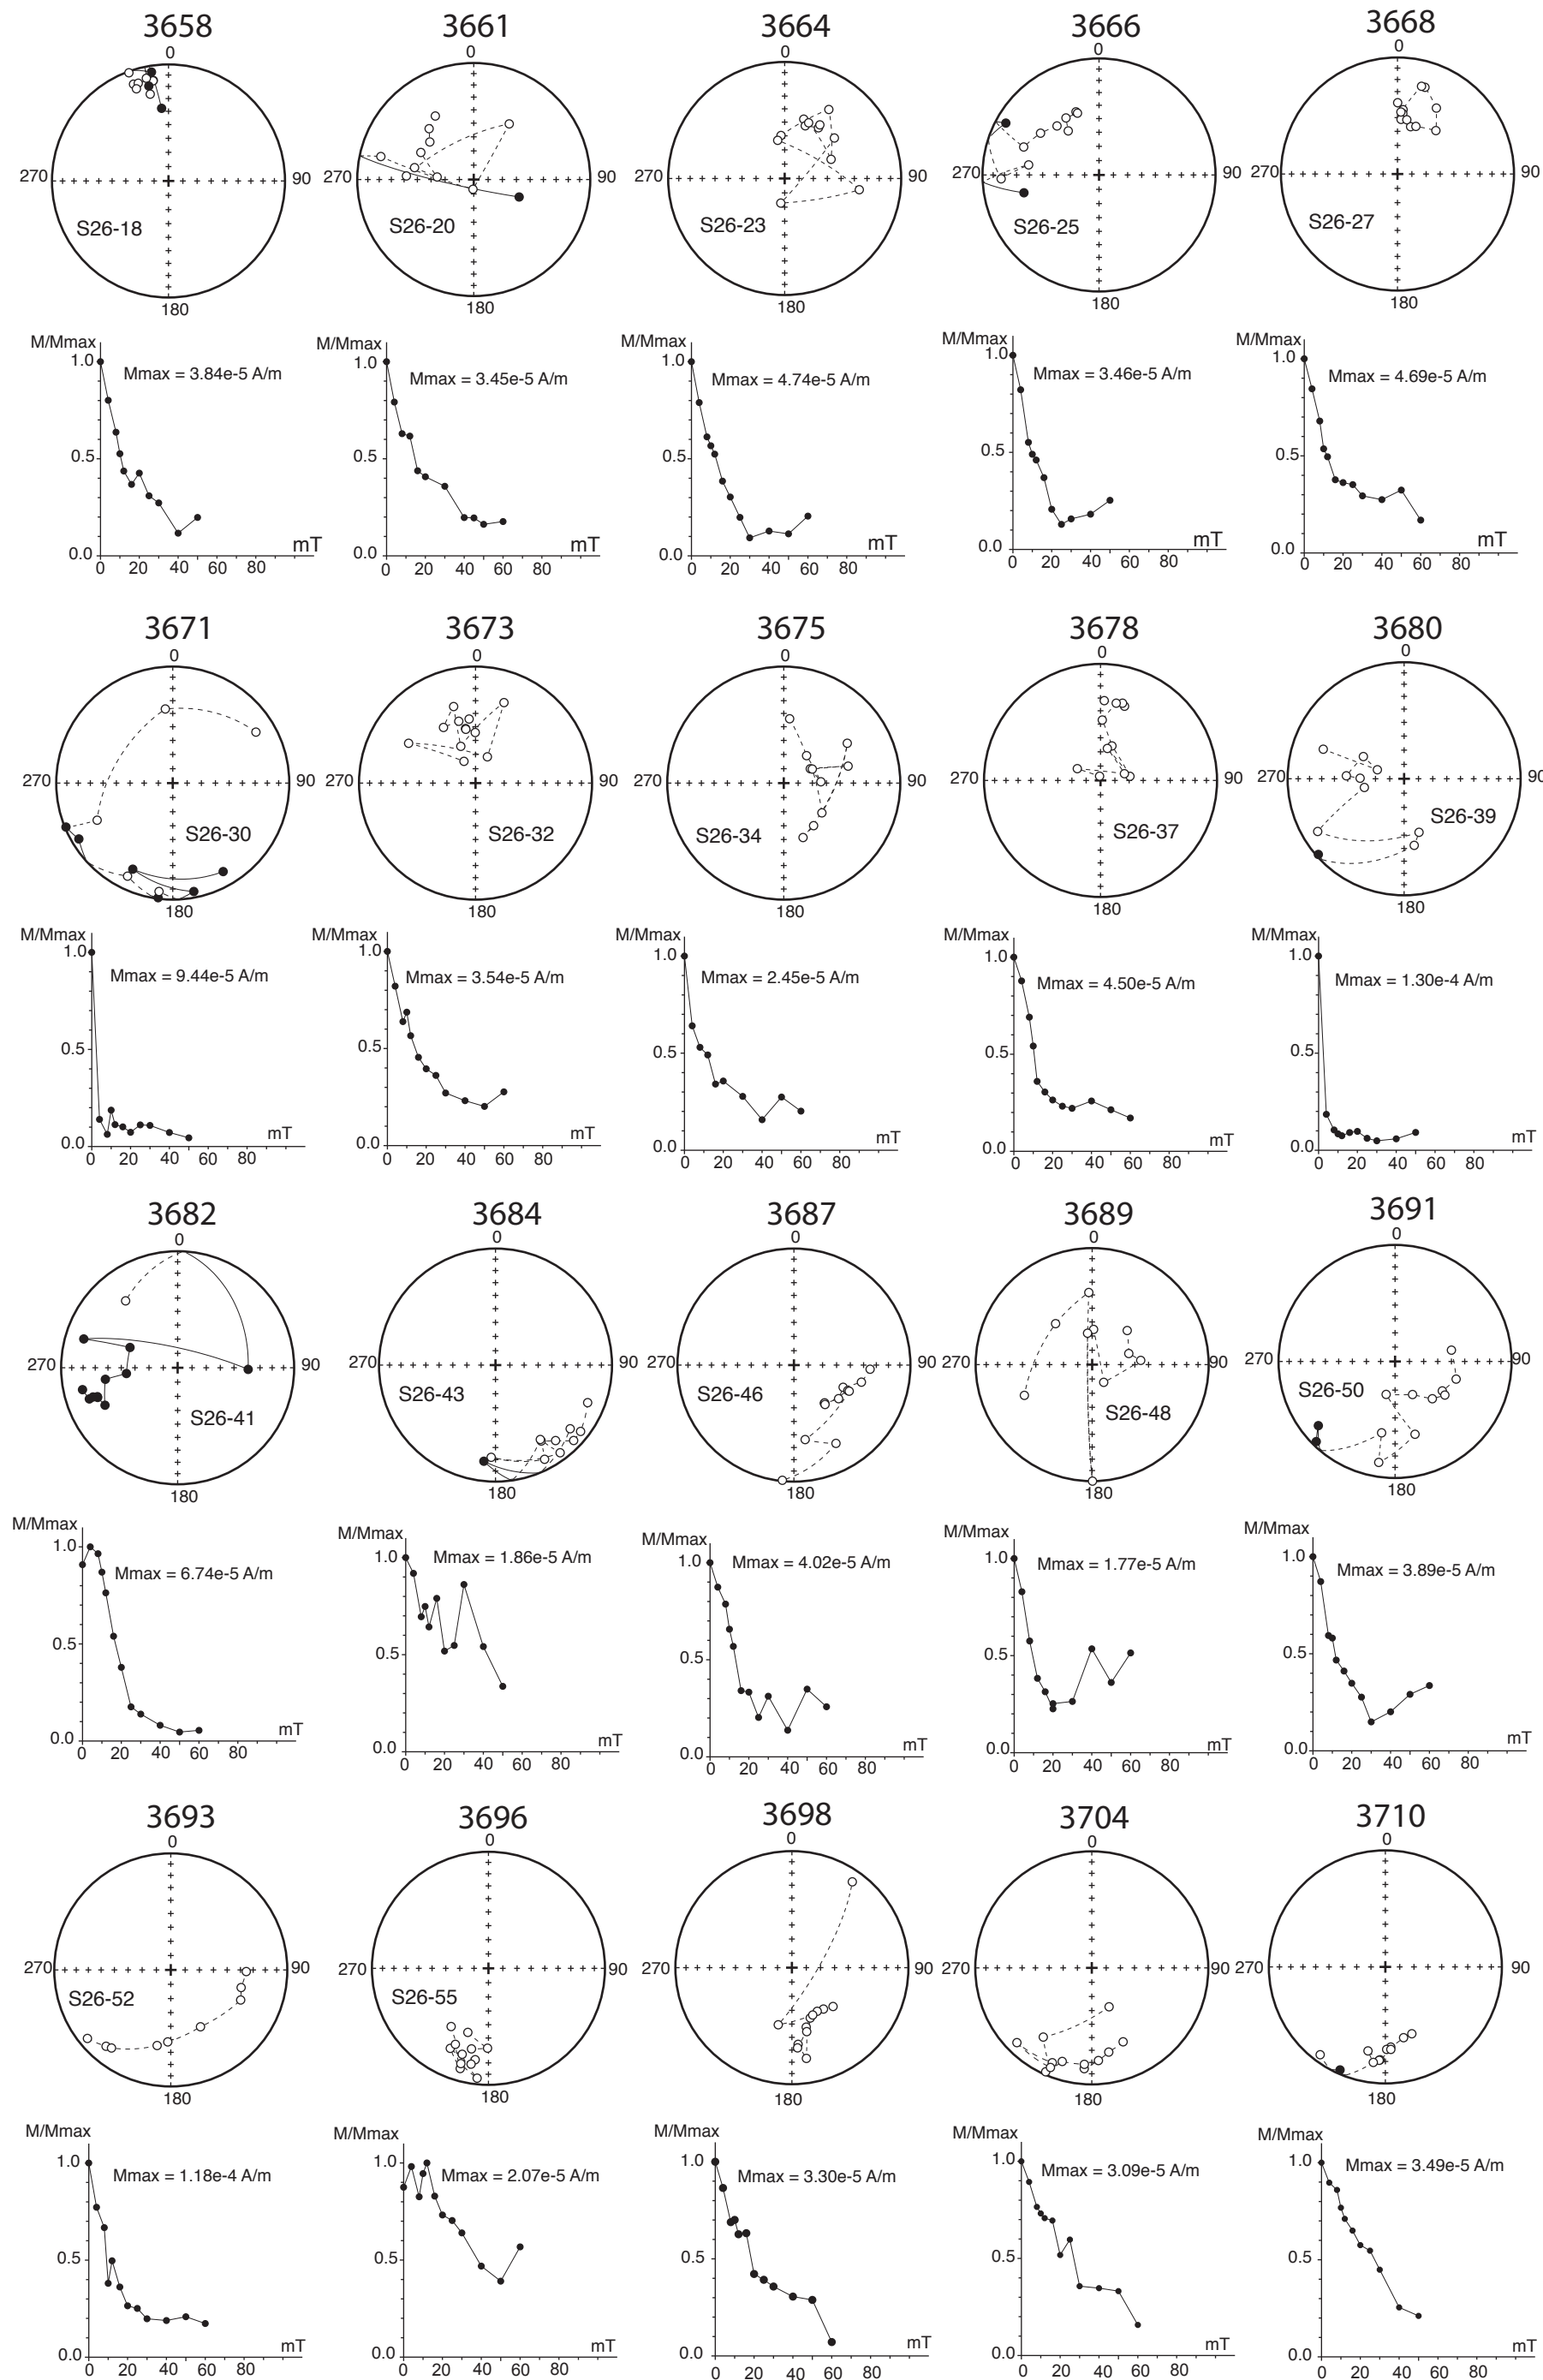 3658 3661 3664 3666 3668
0 0 0 0 0
270 90 270 90 270 90 270 90 270 90
S26-18 S26-20 S26-23 S26-25 S26-27
180 180 180 180 180
M/Mmax M/Mmax M/Mmax M/Mmax M/Mmax
1.0 1.0 1.0 1.0 1.0
Mmax = 3.84e-5 A/m Mmax = 3.45e-5 A/m Mmax = 4.74e-5 A/m Mmax = 3.46e-5 A/m Mmax = 4.69e-5 A/m
0.5 0.5 0.5 0.5 0.5
0.0 mT 0.0 mT 0.0 mT 0.0 mT 0.0 mT
0 20 40 60 80 0 20 40 60 80 0 20 40 60 80 0 20 40 60 80 0 20 40 60 80
3671 3673 3675 3678 3680
0 0 0 0 0
270 90 270 90 270 90 270 90 270 90
S26-30 S26-32 S26-34 S26-37 S26-39
180 180 180 180 180
M/Mmax M/Mmax M/Mmax M/Mmax M/Mmax
1.0 1.0 1.0 1.0 1.0
Mmax = 9.44e-5 A/m Mmax = 3.54e-5 A/m Mmax = 2.45e-5 A/m Mmax = 4.50e-5 A/m Mmax = 1.30e-4 A/m
0.5 0.5 0.5 0.5 0.5
0.0 mT 0.0 mT 0.0 mT 0.0 mT 0.0 mT
0 20 40 60 80 0 20 40 60 80 0 20 40 60 80 0 20 40 60 80 0 20 40 60 80
3682 3684 3687 3689 3691
0 0 0 0 0
270 90 270 90 270 90 270 90 270 90
S26-41 S26-43 S26-46 S26-48 S26-50
180 180 180 180 180
M/Mmax M/Mmax M/Mmax M/Mmax M/Mmax
1.0 1.0 1.0 1.0 1.0
Mmax = 6.74e-5 A/m Mmax = 1.86e-5 A/m Mmax = 4.02e-5 A/m Mmax = 1.77e-5 A/m Mmax = 3.89e-5 A/m
0.5 0.5 0.5 0.5 0.5
0.0 mT 0.0 mT 0.0 mT 0.0 mT 0.0 mT
0 20 40 60 80 0 20 40 60 80 0 20 40 60 80 0 20 40 60 80 0 20 40 60 80
3693 3696 3698 3704 3710
0 0 0 0 0
270 90 270 90 270 90 270 90 270 90
S26-52 S26-55
180 180 180 180 180
M/Mmax M/Mmax M/Mmax M/Mmax M/Mmax
1.0 1.0 1.0 1.0 1.0
Mmax = 1.18e-4 A/m Mmax = 2.07e-5 A/m Mmax = 3.30e-5 A/m Mmax = 3.09e-5 A/m Mmax = 3.49e-5 A/m
0.5 0.5 0.5 0.5 0.5
0.0 mT 0.0 mT 0.0 mT 0.0 mT 0.0 mT
0 20 40 60 80 0 20 40 60 80 0 20 40 60 80 0 20 40 60 80 0 20 40 60 80